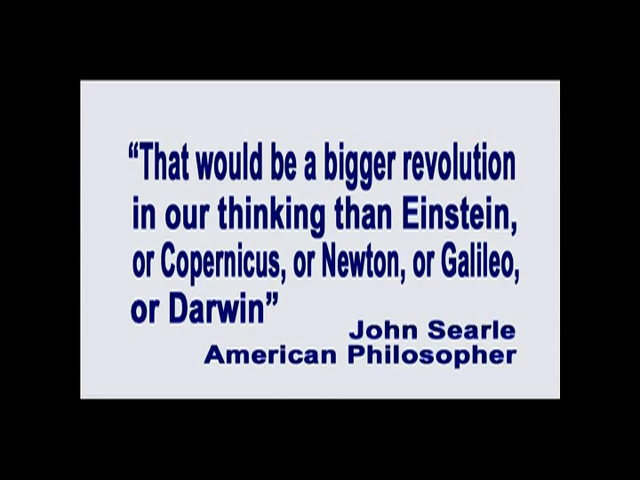 “That would be a bigger revolution
in our thinking than Einstein,
or Copernicus, or Newton, or Galileo,
or Darwin”
John Searle
American Philosopher